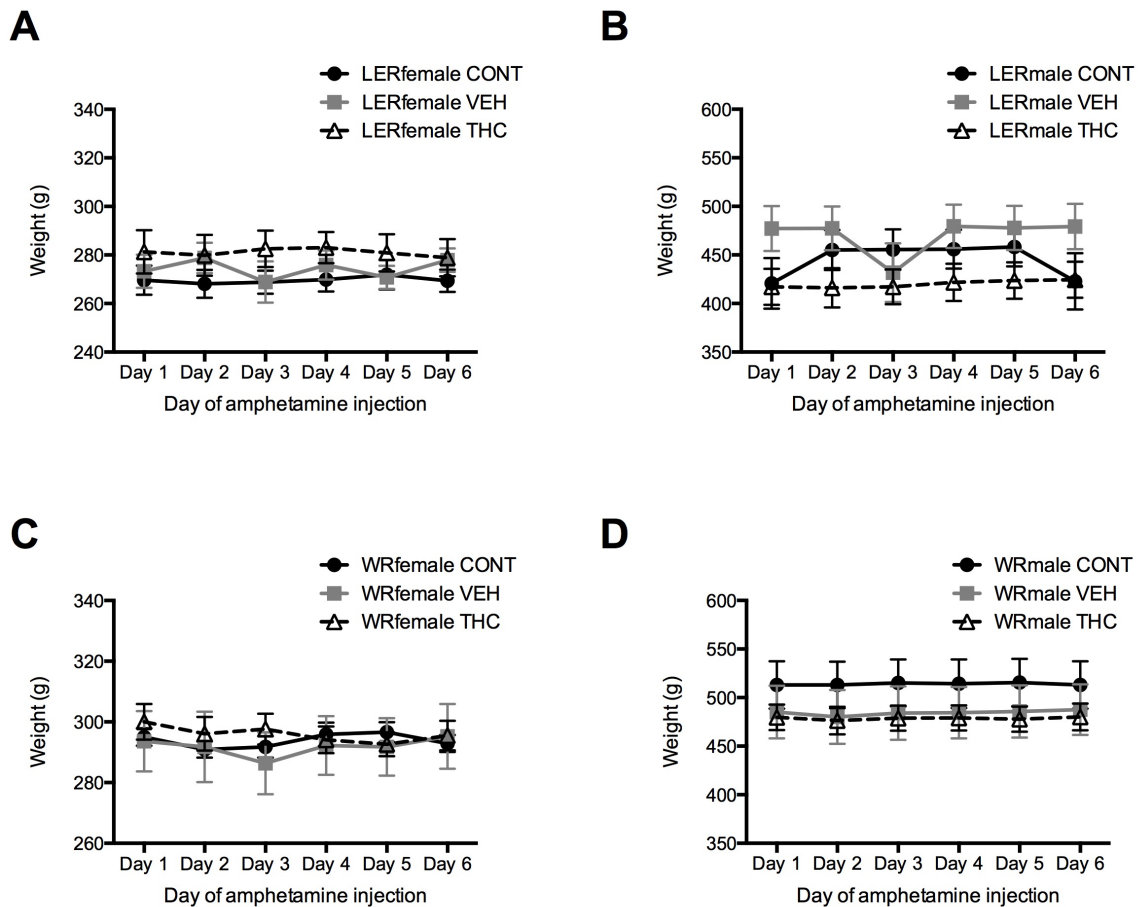 A
LERfemale CONT
LERfemale VEH
LERfemale THC
340
320
300
280
260
240
Weight (g)
Day 1 Day 2 Day 3 Day 4 Day 5 Day 6
Day of amphetamine injection
B
LERmale CONT
LERmale VEH
LERmale THC
600
550
500
450
400
350
Weight (g)
Day 1 Day 2 Day 3 Day 4 Day 5 Day 6
Day of amphetamine injection
C
WRfemale CONT
WRfemale VEH
WRfemale THC
340
320
300
280
260
Weight (g)
Day 1 Day 2 Day 3 Day 4 Day 5 Day 6
Day of amphetamine injection
D
WRmale CONT
WRmale VEH
WRmale THC
600
550
500
450
400
350
Weight (g)
Day 1 Day 2 Day 3 Day 4 Day 5 Day 6
Day of amphetamine injection